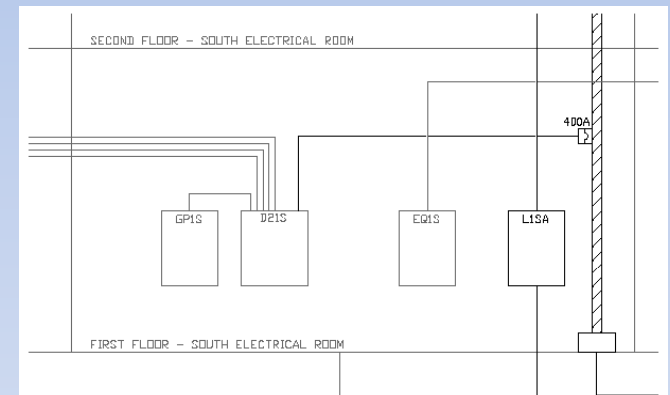 SECOND FLOOR - SOUTH ELECTRICAL ROOM
400A
GP1S
D21S
EQ1S
L1SA
FIRST FLOOR - SOUTH ELECTRICAL ROOM